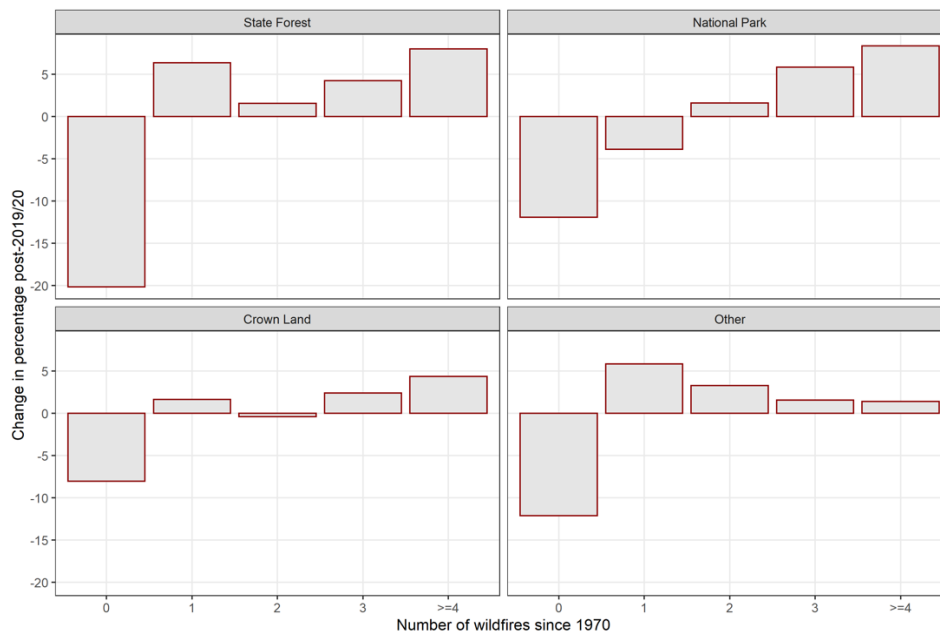 State Forest
National Park
5
0
-5
-10
-15
-20
Crown Land
Other
5
0
-5
-10
-15
-20
0 1 2 3 >=4
0 1 2 3 >=4
Change in percentage post-2019/20
Number of wildfires since 1970